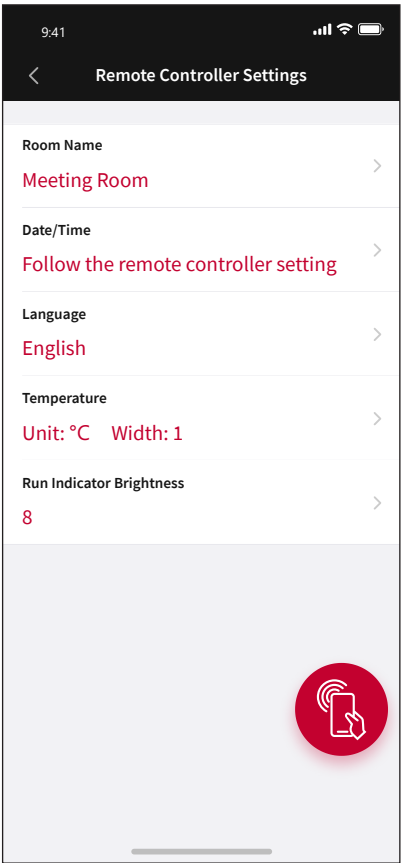 9:41
Remote Controller Settings
Room Name
Meeting Room
Date/Time
Follow the remote controller setting
Language
English
Temperature
Unit: °C Width: 1
Run Indicator Brightness
8